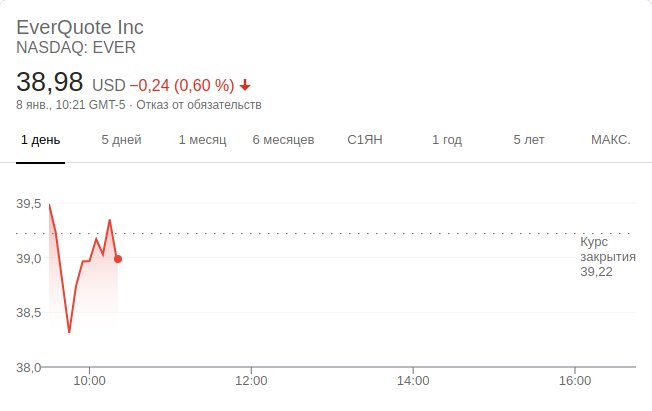 EverQuote Inc
NASDAQ: EVER
38,98 USD −0,24 (0,60 %)
8 янв., 10:21 GMT-5 · Отказ от обязательств
1 день 5 дней 1 месяц 6 месяцев С1ЯН 1 год 5 лет МАКС.
39,5
Курс
закрытия
39,22
39,0
38,5
38,0
10:00 12:00 14:00 16:00